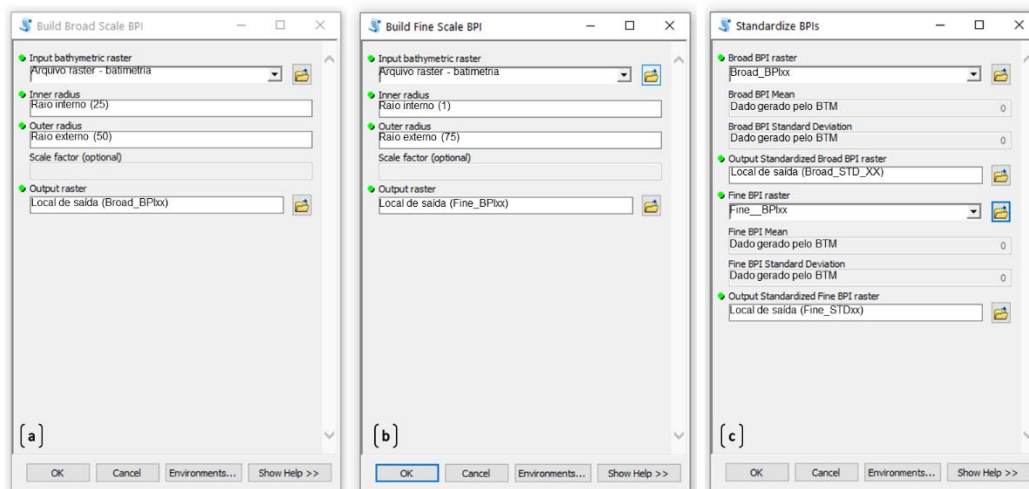 Build Broad Scale BPI
Input bathymetric raster
Arquivo raster - batimetria
Inner radius
Raio interno (25)
Outer radius
Raio externo (50)
Scale factor (optional)
Output raster
Local de saída (Broad_BPIxx)
(a)
OK Cancel Environments... Show Help >>
Build Fine Scale BPI
Input bathymetric raster
Arquivo raster - batimetria
Inner radius
Raio interno (1)
Outer radius
Raio externo (75)
Scale factor (optional)
Output raster
Local de saída (Fine_BPIxx)
(b)
OK Cancel Environments... Show Help >>
Standardize BPIs
Broad BPI raster
Broad_BPIxx
Broad BPI Mean
Dado gerado pelo BTM 0
Broad BPI Standard Deviation
Dado gerado pelo BTM 0
Output Standardized Broad BPI raster
Local de saída (Broad_STD_XX)
Fine BPI raster
Fine__BPIxx
Fine BPI Mean
Dado gerado pelo BTM 0
Fine BPI Standard Deviation
Dado gerado pelo BTM 0
Output Standardized Fine BPI raster
Local de saída (Fine_STDxx)
(c)
OK Cancel Environments... Show Help >>